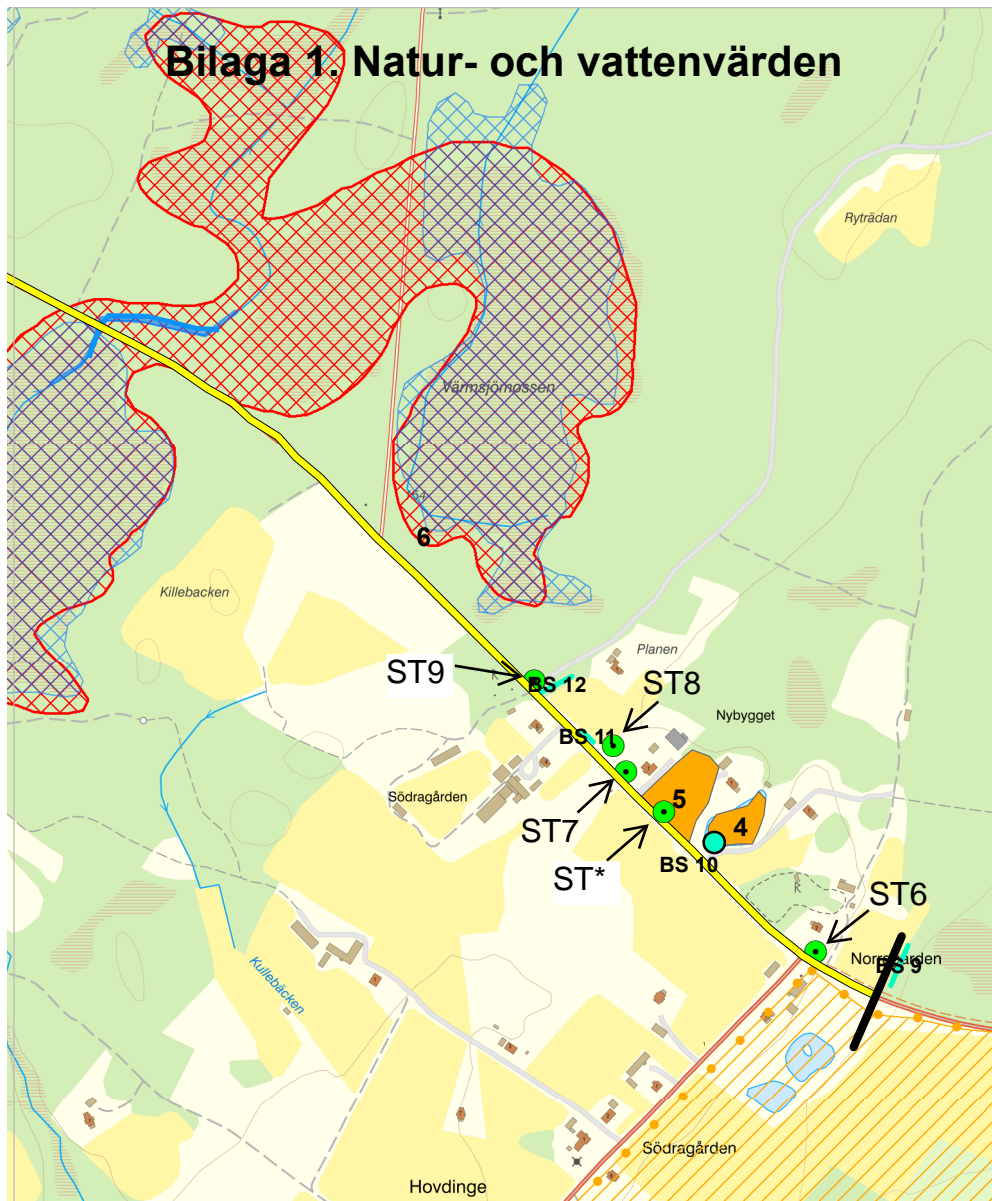 Bilaga 1. Natur- och vattenvärden
Ryträdan
Värmsjömossen
6
Killebacken
Planen
ST9
R
BS 12
ST8
Nybygget
BS 11
Södragården
5
4
ST7
BS 10
ST*
R
ST6
Norrgården
BS 9
Kullebäcken
Södragården
Hovdinge